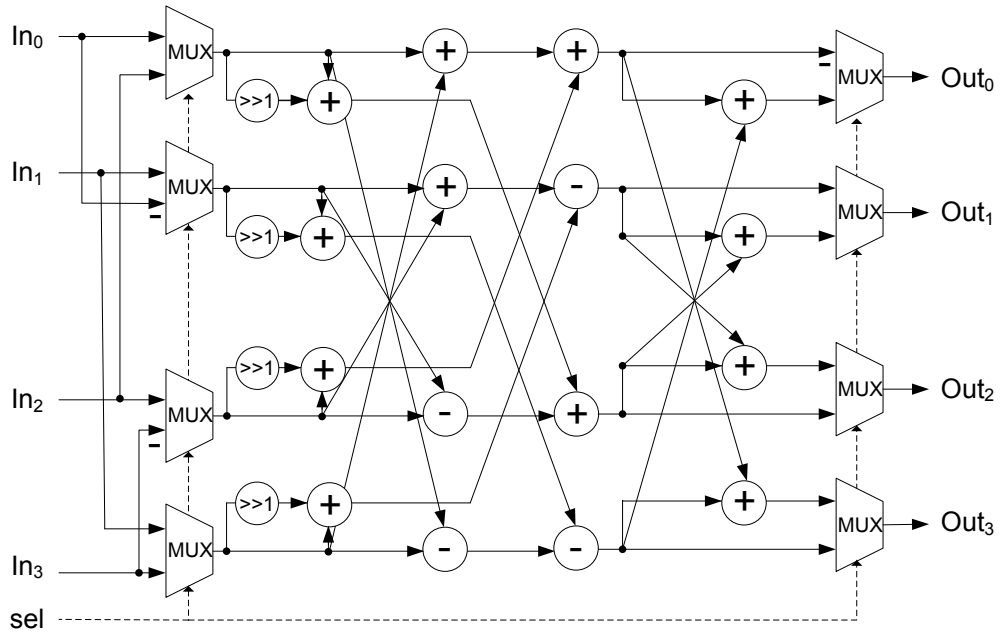 In₀
MUX
+
+
-
MUX
Out₀
>>1
+
+
In₁
MUX
-
+
-
MUX
Out₁
>>1
+
+
>>1
+
+
In₂
MUX
-
-
+
MUX
Out₂
>>1
+
+
MUX
-
-
MUX
Out₃
In₃
sel